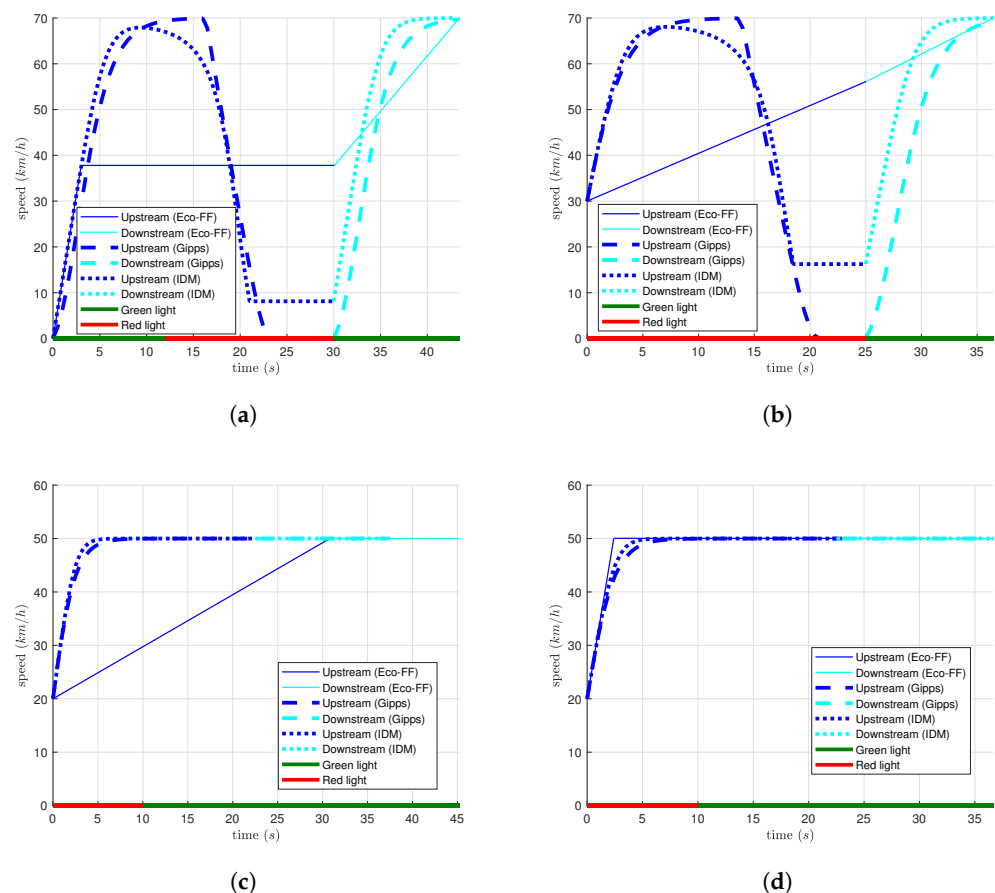 70
60
50
40
30
20
10
0
speed (km/h)
Upstream (Eco-FF)
Downstream (Eco-FF)
Upstream (Gipps)
Downstream (Gipps)
Upstream (IDM)
Downstream (IDM)
Green light
Red light
0 5 10 15 20 25 30 35 40
time (s)
(a)
70
60
50
40
30
20
10
0
speed (km/h)
Upstream (Eco-FF)
Downstream (Eco-FF)
Upstream (Gipps)
Downstream (Gipps)
Upstream (IDM)
Downstream (IDM)
Green light
Red light
0 5 10 15 20 25 30 35
time (s)
(b)
60
50
40
30
20
10
0
speed (km/h)
Upstream (Eco-FF)
Downstream (Eco-FF)
Upstream (Gipps)
Downstream (Gipps)
Upstream (IDM)
Downstream (IDM)
Green light
Red light
0 5 10 15 20 25 30 35 40 45
time (s)
(c)
60
50
40
30
20
10
0
speed (km/h)
Upstream (Eco-FF)
Downstream (Eco-FF)
Upstream (Gipps)
Downstream (Gipps)
Upstream (IDM)
Downstream (IDM)
Green light
Red light
0 5 10 15 20 25 30 35
time (s)
(d)